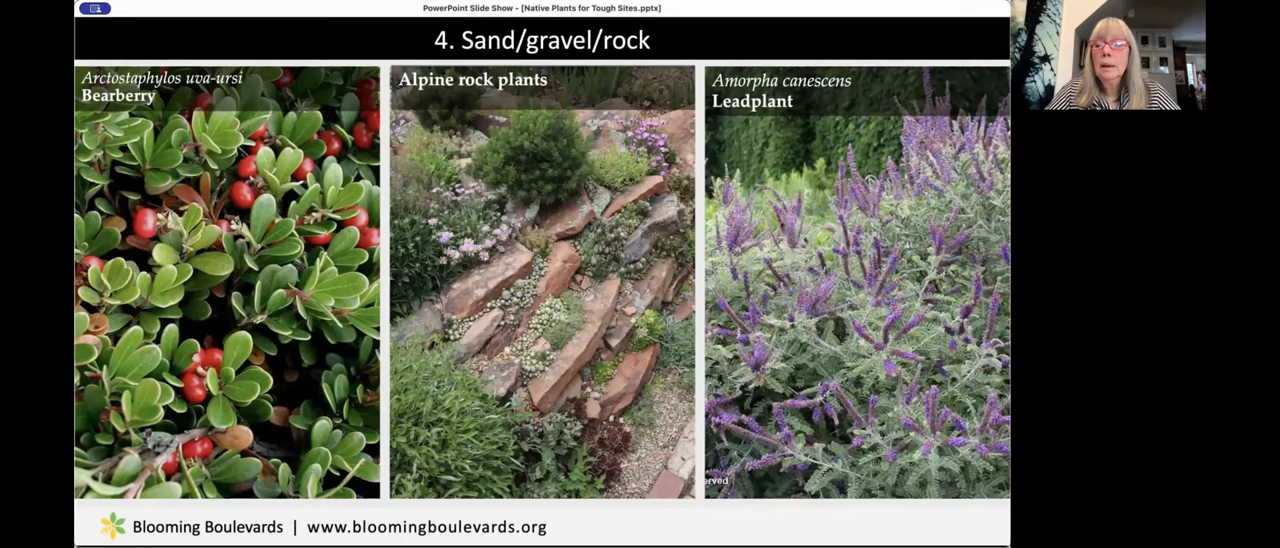 PowerPoint Slide Show - [Native Plants for Tough Sites.pptx]
4. Sand/gravel/rock
Arctostaphylos uva-ursi
Bearberry
Alpine rock plants
Amorpha canescens
Leadplant
erved
Blooming Boulevards | www.bloomingboulevards.org